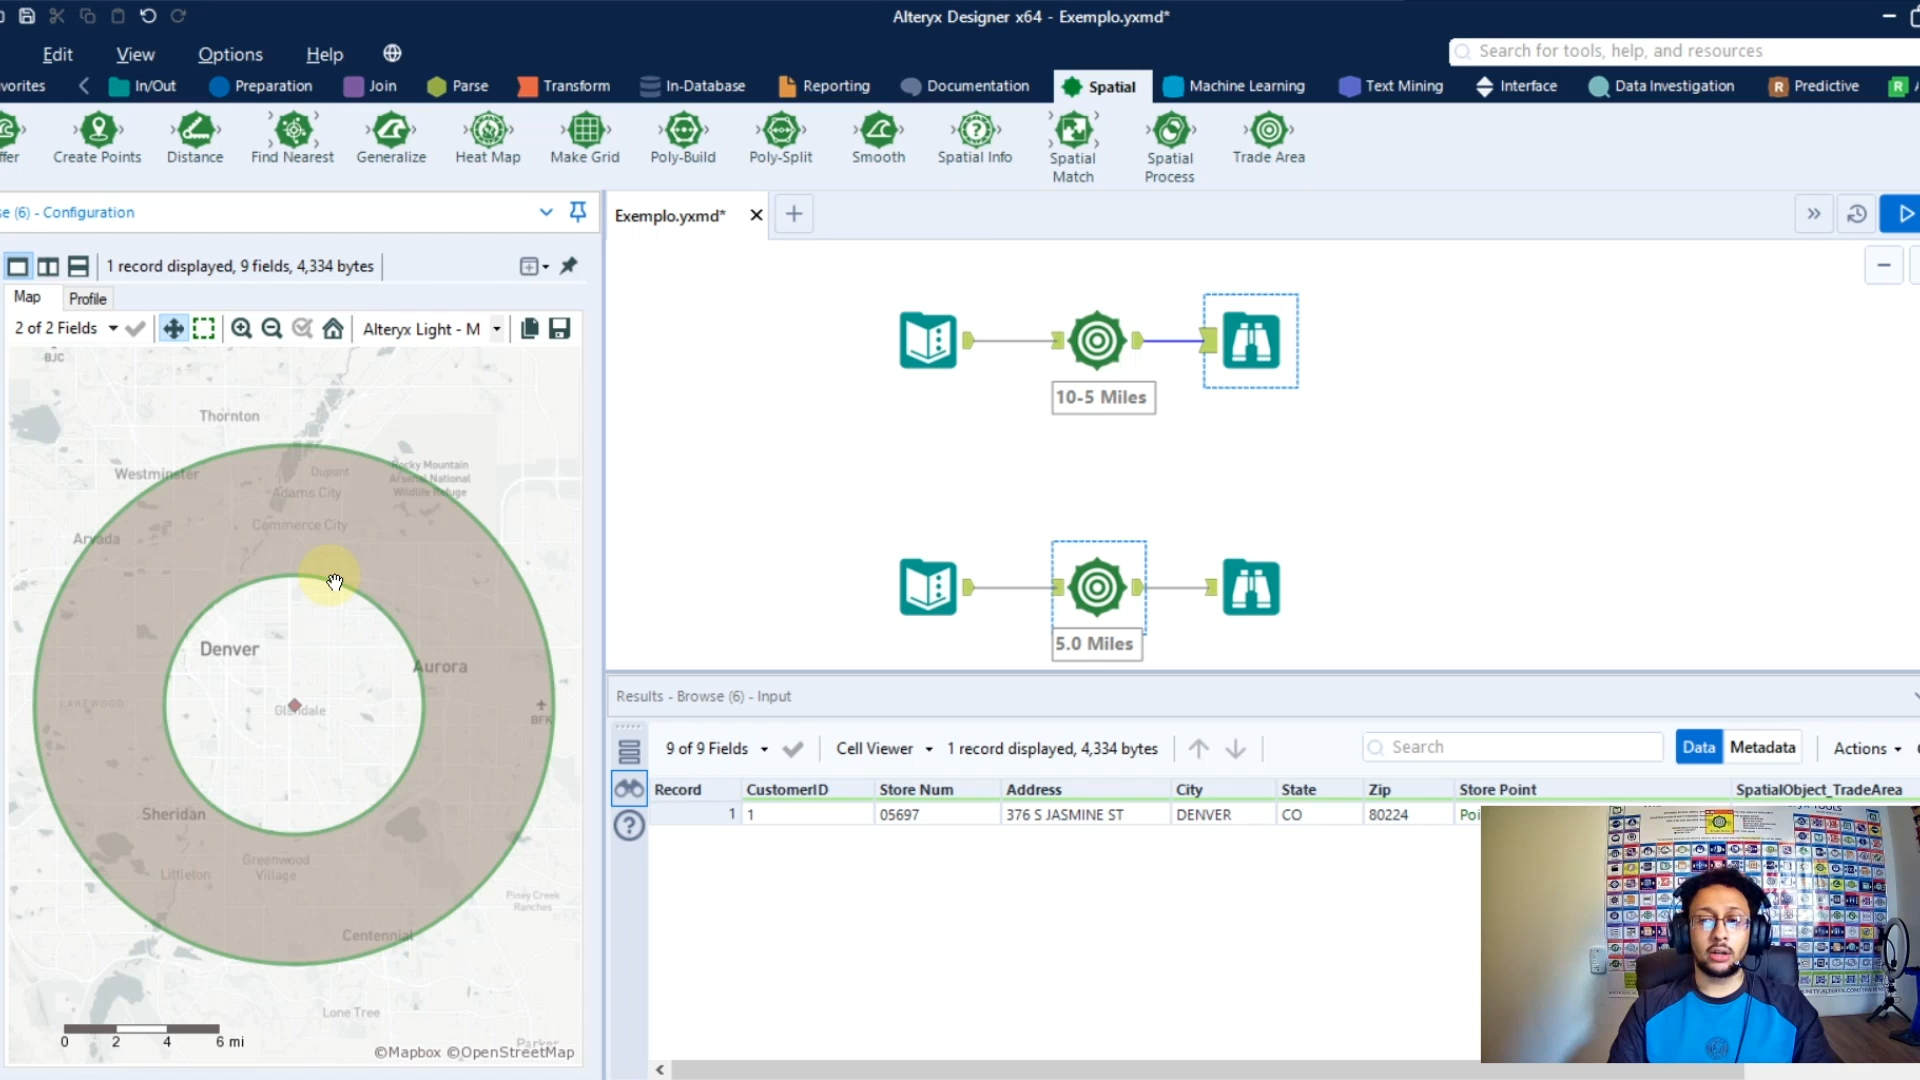 Alteryx Designer x64 - Exemplo.yxmd*
Edit View Options Help
Search for tools, help, and resources
vorites In/Out Preparation Join Parse Transform In-Database Reporting Documentation Spatial Machine Learning Text Mining Interface Data Investigation Predictive
ffer Create Points Distance Find Nearest Generalize Heat Map Make Grid Poly-Build Poly-Split Smooth Spatial Info Spatial Match Spatial Process Trade Area
se (6) - Configuration
Exemplo.yxmd*
1 record displayed, 9 fields, 4,334 bytes
Map Profile
2 of 2 Fields
Alteryx Light - M
BJC
Thornton
Westminster
Dupont
Rocky Mountain
Arsenal National
Wildlife Refuge
Adams City
Commerce City
Arvada
Denver
Aurora
LAKEWOOD
Glendale
BFK
Sheridan
Greenwood
Village
Littleton
Piney Creek
Ranches
Centennial
Lone Tree
Parker
0 2 4 6 mi
©Mapbox ©OpenStreetMap
10-5 Miles
5.0 Miles
Results - Browse (6) - Input
9 of 9 Fields Cell Viewer 1 record displayed, 4,334 bytes Search Data Metadata Actions
Record CustomerID Store Num Address City State Zip Store Point SpatialObject_TradeArea
1 1 05697 376 S JASMINE ST DENVER CO 80224 Poi